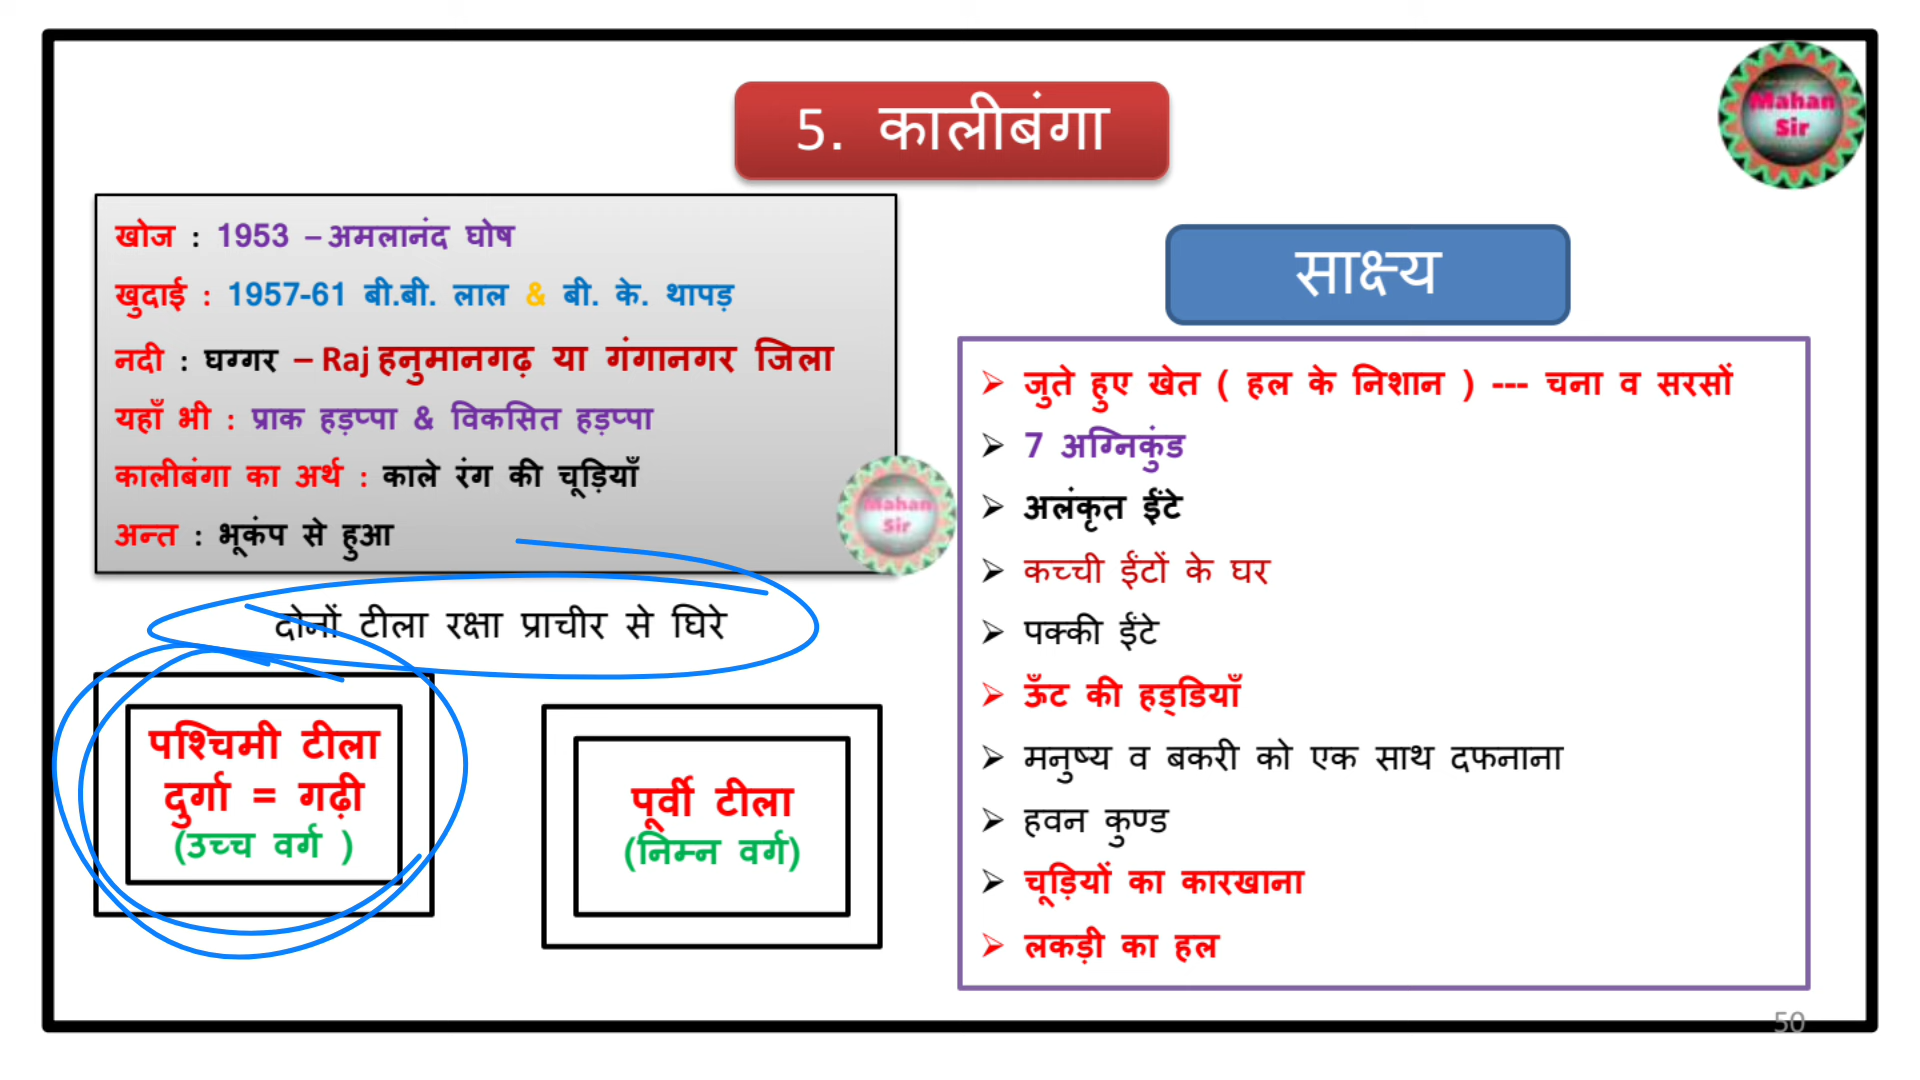 5. कालीबंगा
Mahan
Sir
खोज : 1953 – अमलानंद घोष
खुदाई : 1957-61 बी.बी. लाल & बी. के. थापड़
नदी : घग्गर – Raj हनुमानगढ़ या गंगानगर जिला
यहाँ भी : प्राक हड़प्पा & विकसित हड़प्पा
कालीबंगा का अर्थ : काले रंग की चूड़ियाँ
अन्त : भूकंप से हुआ
Mahan
Sir
दोनों टीला रक्षा प्राचीर से घिरे
पश्चिमी टीला
दुर्गा = गढ़ी
(उच्च वर्ग )
पूर्वी टीला
(निम्न वर्ग)
साक्ष्य
➢ जुते हुए खेत ( हल के निशान ) --- चना व सरसों
➢ 7 अग्निकुंड
➢ अलंकृत ईंटे
➢ कच्ची ईंटों के घर
➢ पक्की ईंटे
➢ ऊँट की हड्डियाँ
➢ मनुष्य व बकरी को एक साथ दफनाना
➢ हवन कुण्ड
➢ चूड़ियों का कारखाना
➢ लकड़ी का हल
50